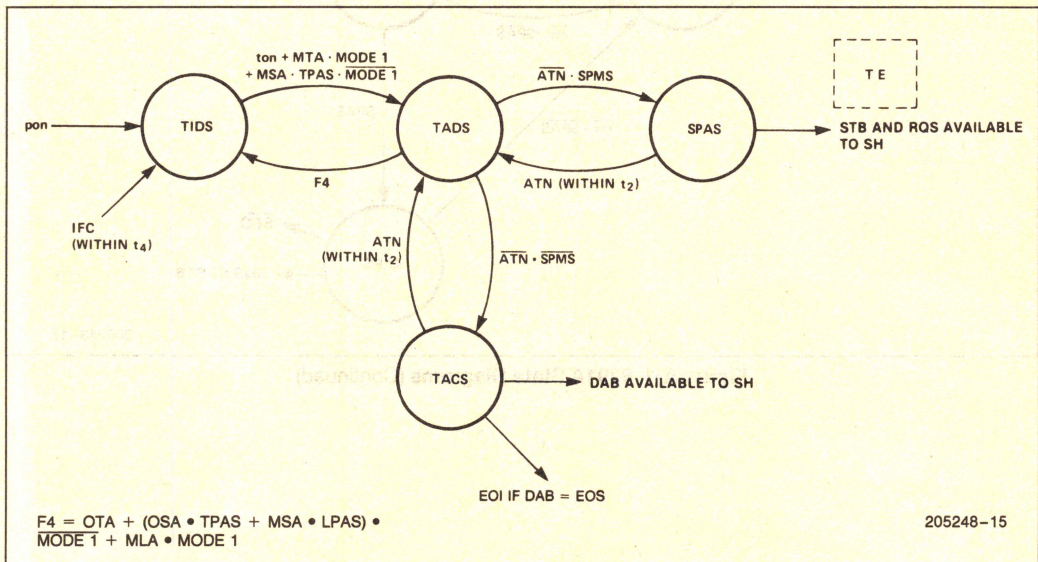 ton + MTA · MODE 1
+ MSA · TPAS · MODE 1
ATN · SPMS
T E
pon
TIDS
TADS
SPAS
STB AND RQS AVAILABLE
TO SH
F4
ATN (WITHIN t2)
IFC
(WITHIN t4)
ATN
(WITHIN t2)
ATN · SPMS
TACS
DAB AVAILABLE TO SH
EOI IF DAB = EOS
F4 = OTA + (OSA • TPAS + MSA • LPAS) •
MODE 1 + MLA • MODE 1
205248–15